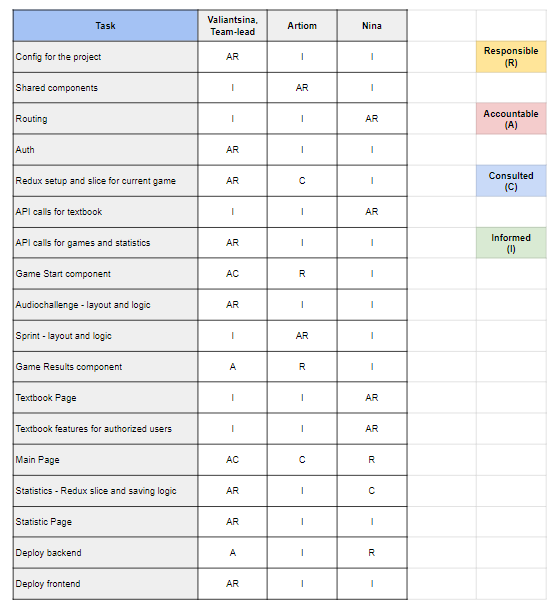 Task Valiantsina, Team-lead Artiom Nina
Config for the project AR I I Responsible (R)
Shared components I AR I
Routing I I AR Accountable (A)
Auth AR I I
Redux setup and slice for current game AR C I Consulted (C)
API calls for textbook I I AR
API calls for games and statistics AR I I Informed (I)
Game Start component AC R I
Audiochallenge - layout and logic AR I I
Sprint - layout and logic I AR I
Game Results component A R I
Textbook Page I I AR
Textbook features for authorized users I I AR
Main Page AC C R
Statistics - Redux slice and saving logic AR I C
Statistic Page AR I I
Deploy backend A I R
Deploy frontend AR I I